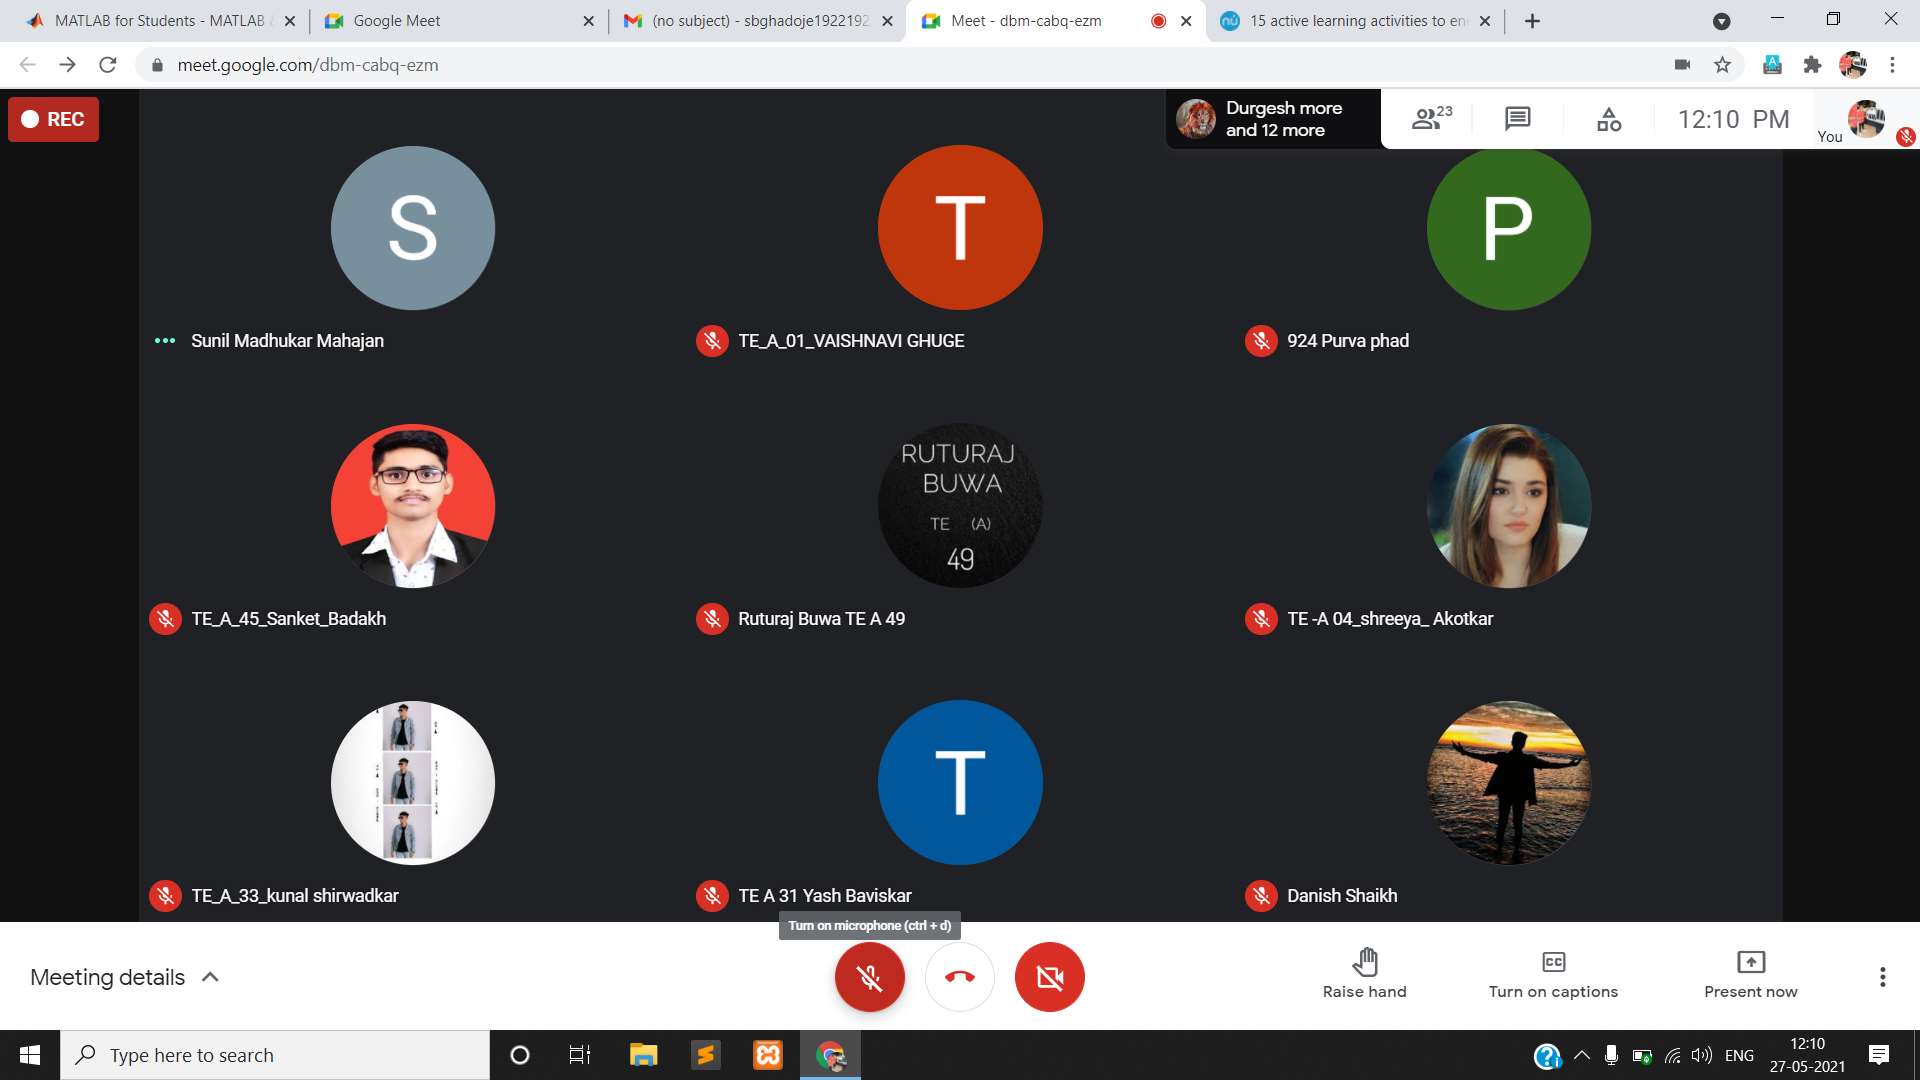 MATLAB for Students - MATLAB &
Google Meet
(no subject) - sbghadoje1922192
Meet - dbm-cabq-ezm
15 active learning activities to en
meet.google.com/dbm-cabq-ezm
REC
Durgesh more
and 12 more
23
12:10 PM
You
S
T
P
Sunil Madhukar Mahajan
TE_A_01_VAISHNAVI GHUGE
924 Purva phad
RUTURAJ
BUWA
TE (A)
49
TE_A_45_Sanket_Badakh
Ruturaj Buwa TE A 49
TE -A 04_shreeya_ Akotkar
T
TE_A_33_kunal shirwadkar
TE A 31 Yash Baviskar
Danish Shaikh
Turn on microphone (ctrl + d)
Meeting details
Raise hand
Turn on captions
Present now
Type here to search
ENG
12:10
27-05-2021